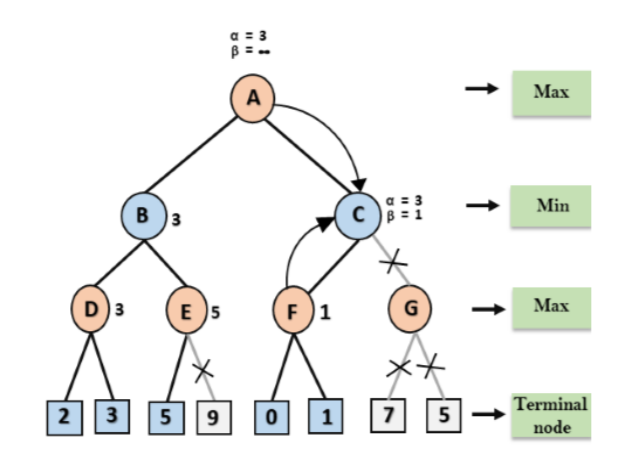 α = 3
β = ∞
A
Max
B
3
C
α = 3
β = 1
Min
D
3
E
5
F
1
G
Max
2
3
5
9
0
1
7
5
Terminal
node